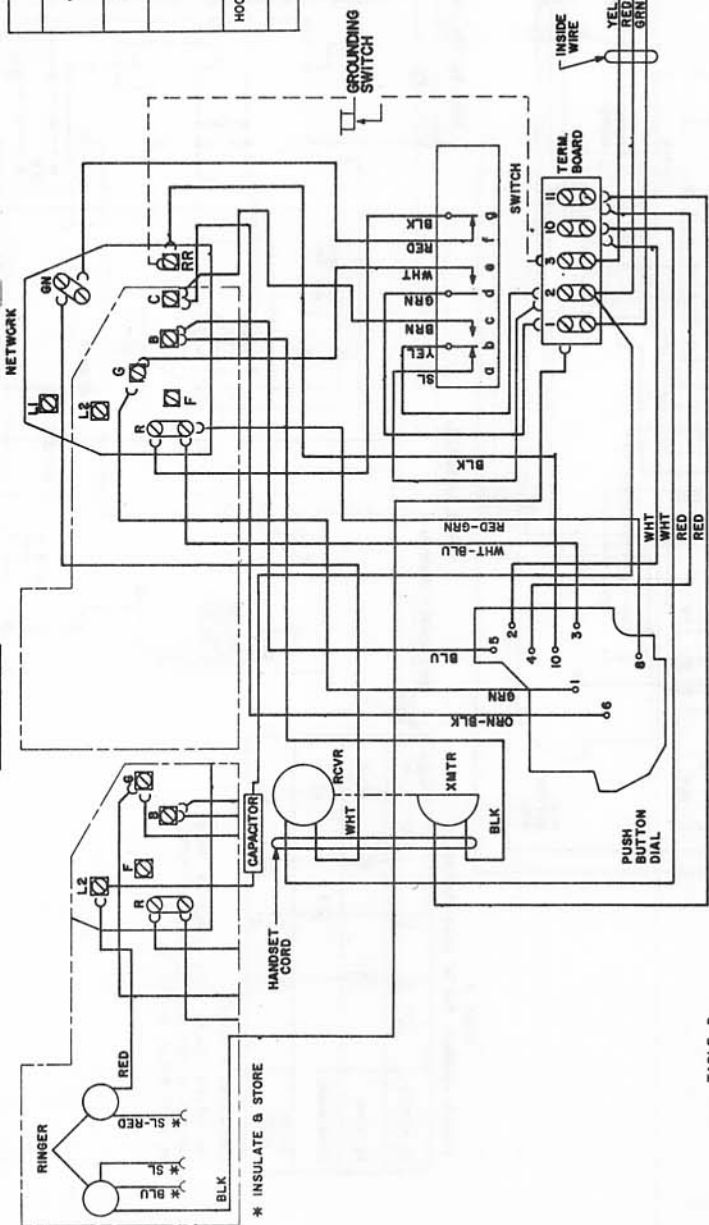 HOO
NETWORK
GN
L1
L2
G
B
C
RR
R
F
GROUNDING
SWITCH
BLK
RED
WHT
GRN
BRN
YEL
SL
g
f
e
d
c
b
a
SWITCH
TERM.
BOARD
1
2
3
10
11
INSIDE
WIRE
YEL
RED
GRN
BLK
RED-GRN
WHT-BLU
WHT
WHT
RED
RED
BLU
GRN
ORN-BLK
5
2
4
10
3
1
6
8
PUSH
BUTTON
DIAL
L2
G
B
F
R
CAPACITOR
RCVR
WHT
XMTR
BLK
HANDSET
CORD
RINGER
RED
* SL-RED
* SL
* BLU
BLK
* INSULATE & STORE